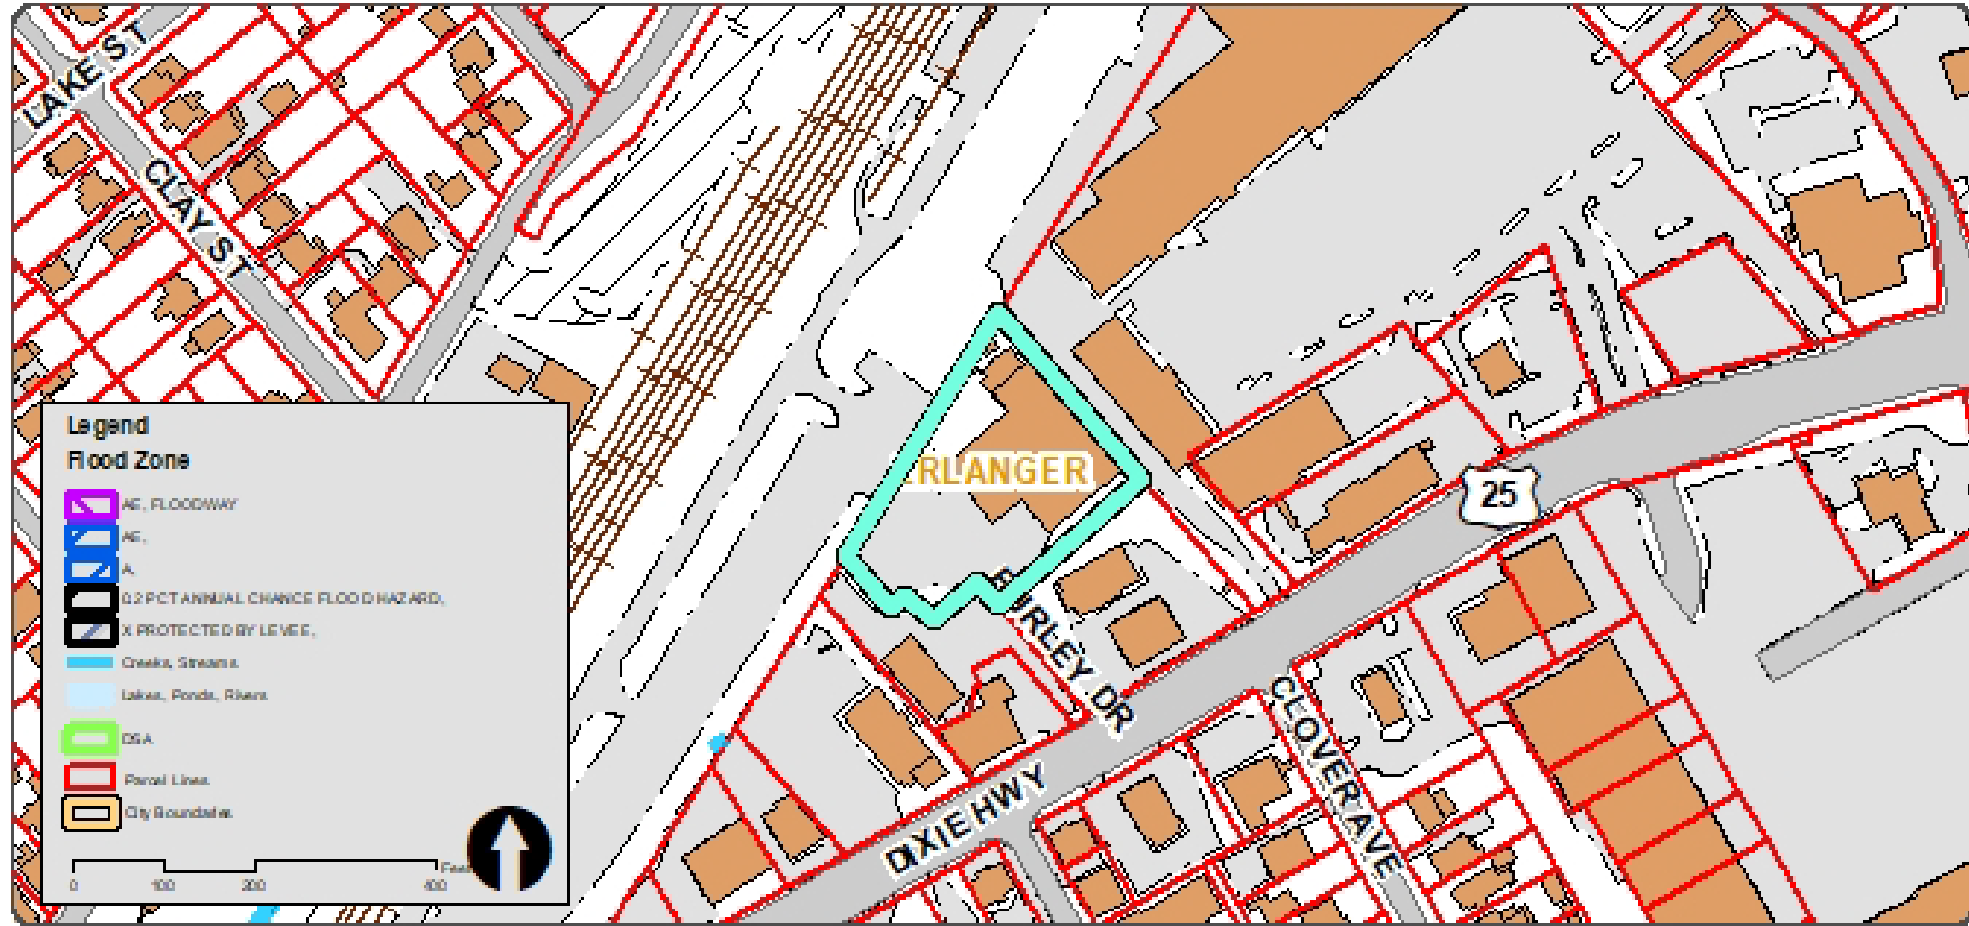 LAKE ST
CLAY ST
RLANGER
25
BURLEY DR
CLOVER AVE
DIXIE HWY
Legend
Flood Zone
AE, FLOODWAY
AE,
A,
0.2 PCT ANNUAL CHANCE FLOOD HAZARD,
X PROTECTED BY LEVEE,
Creeks, Streams
Lakes, Ponds, Rivers
DSA
Parcel Lines
City Boundaries
0 100 200 400 Feet